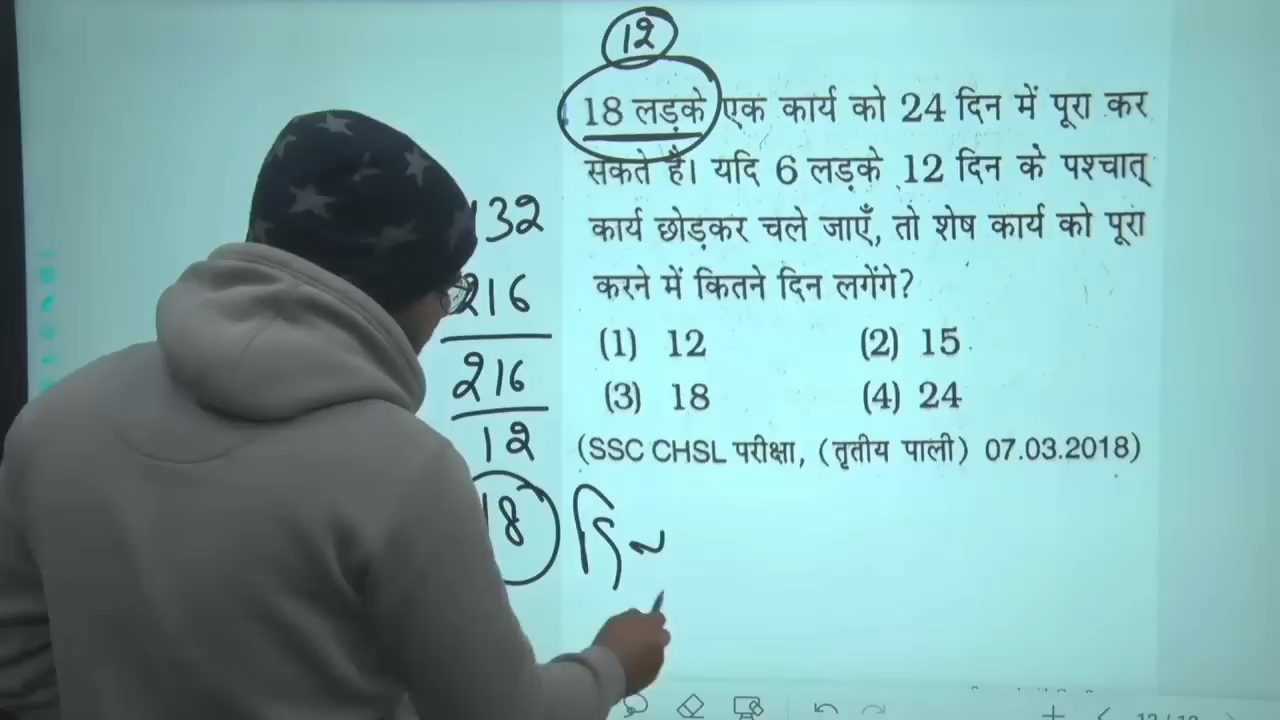 12
18 लड़के एक कार्य को 24 दिन में पूरा कर
सकते हैं। यदि 6 लड़के 12 दिन के पश्चात्
कार्य छोड़कर चले जाएँ, तो शेष कार्य को पूरा
करने में कितने दिन लगेंगे?
(1) 12 (2) 15
(3) 18 (4) 24
(SSC CHSL परीक्षा, (तृतीय पाली) 07.03.2018)
32
216
216
12
18 दिन